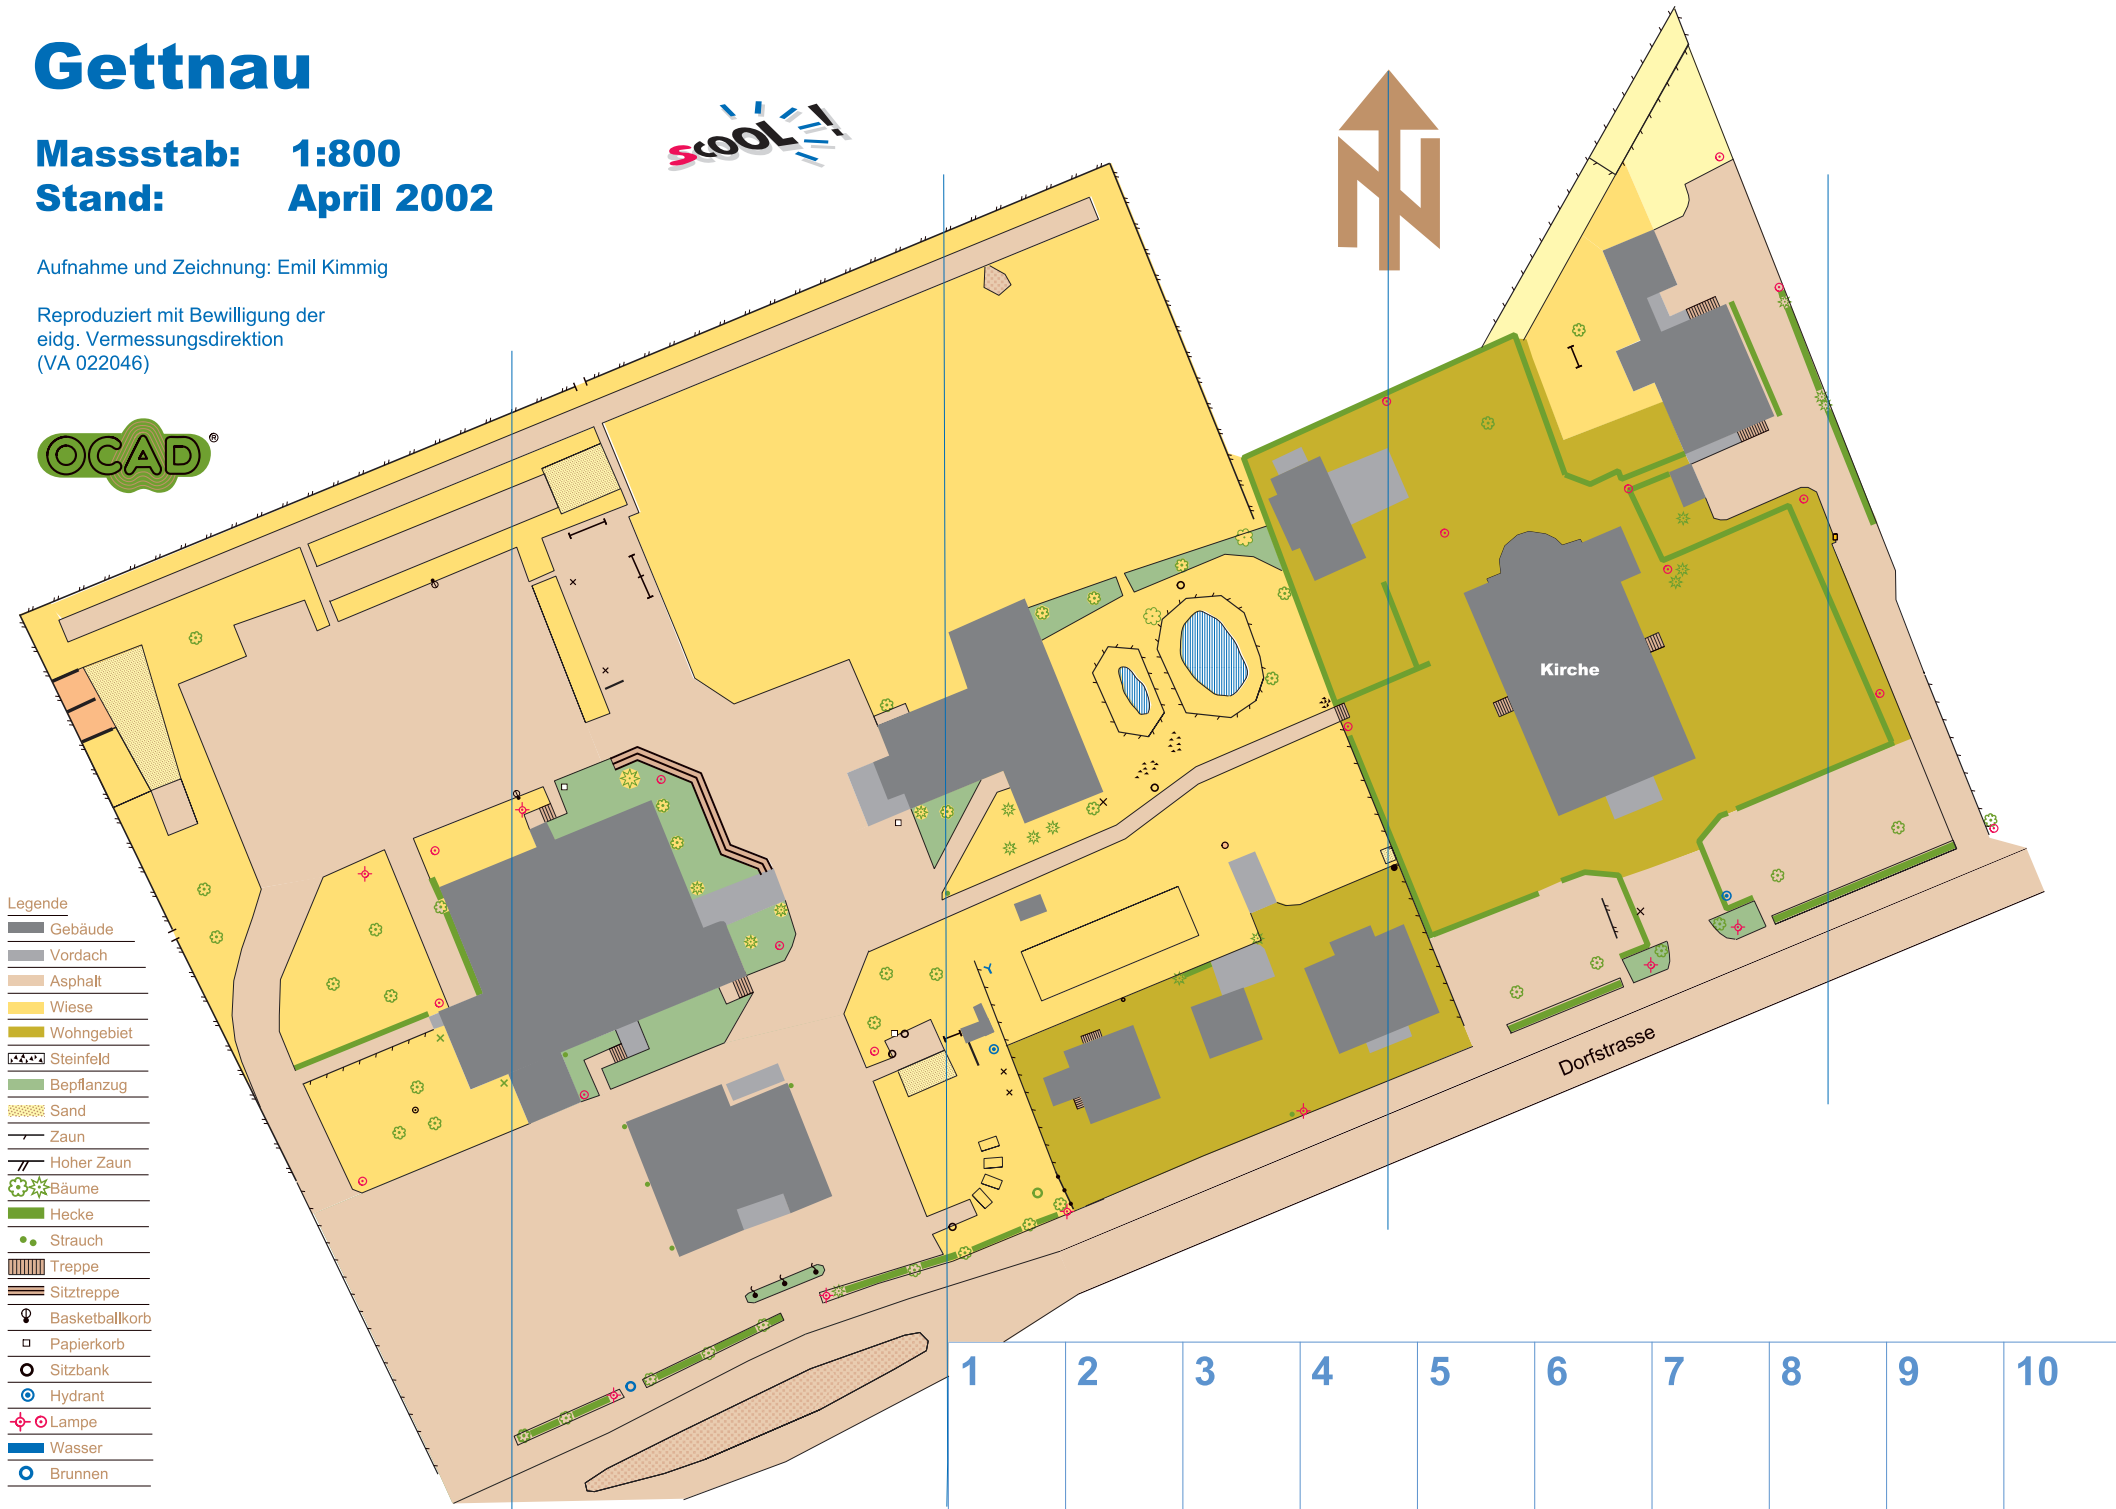 Gettnau
Massstab: 1:800
Stand: April 2002
Aufnahme und Zeichnung: Emil Kimmig
Reproduziert mit Bewilligung der
eidg. Vermessungsdirektion
(VA 022046)
sCOOL!!
N
OCAD®
Kirche
Dorfstrasse
Legende
Gebäude
Vordach
Asphalt
Wiese
Wohngebiet
Steinfeld
Bepflanzug
Sand
Zaun
Hoher Zaun
Bäume
Hecke
Strauch
Treppe
Sitztreppe
Basketballkorb
Papierkorb
Sitzbank
Hydrant
Lampe
Wasser
Brunnen
1 2 3 4 5 6 7 8 9 10